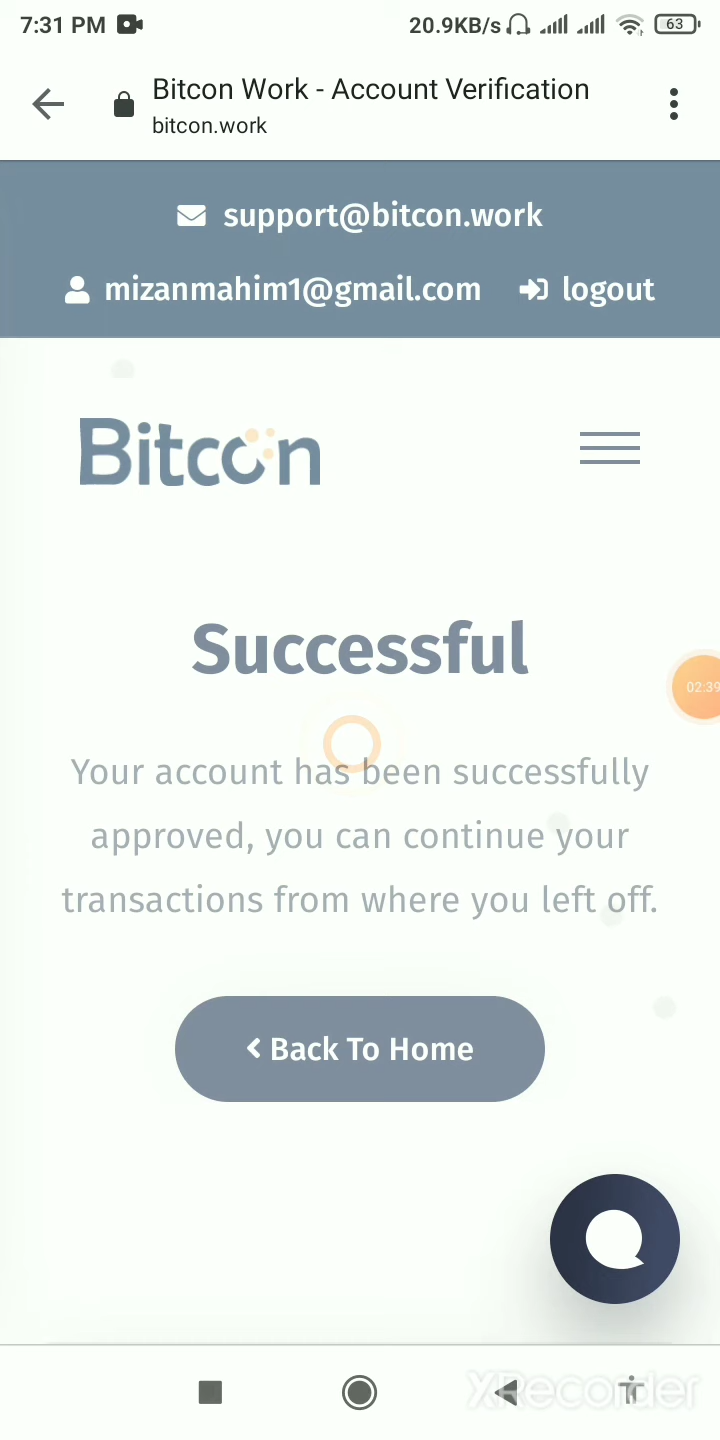 7:31 PM 20.9KB/s 63
Bitcon Work - Account Verification
bitcon.work
support@bitcon.work
mizanmahim1@gmail.com logout
Bitcon
Successful
02:39
Your account has been successfully
approved, you can continue your
transactions from where you left off.
Back To Home
XRecorder